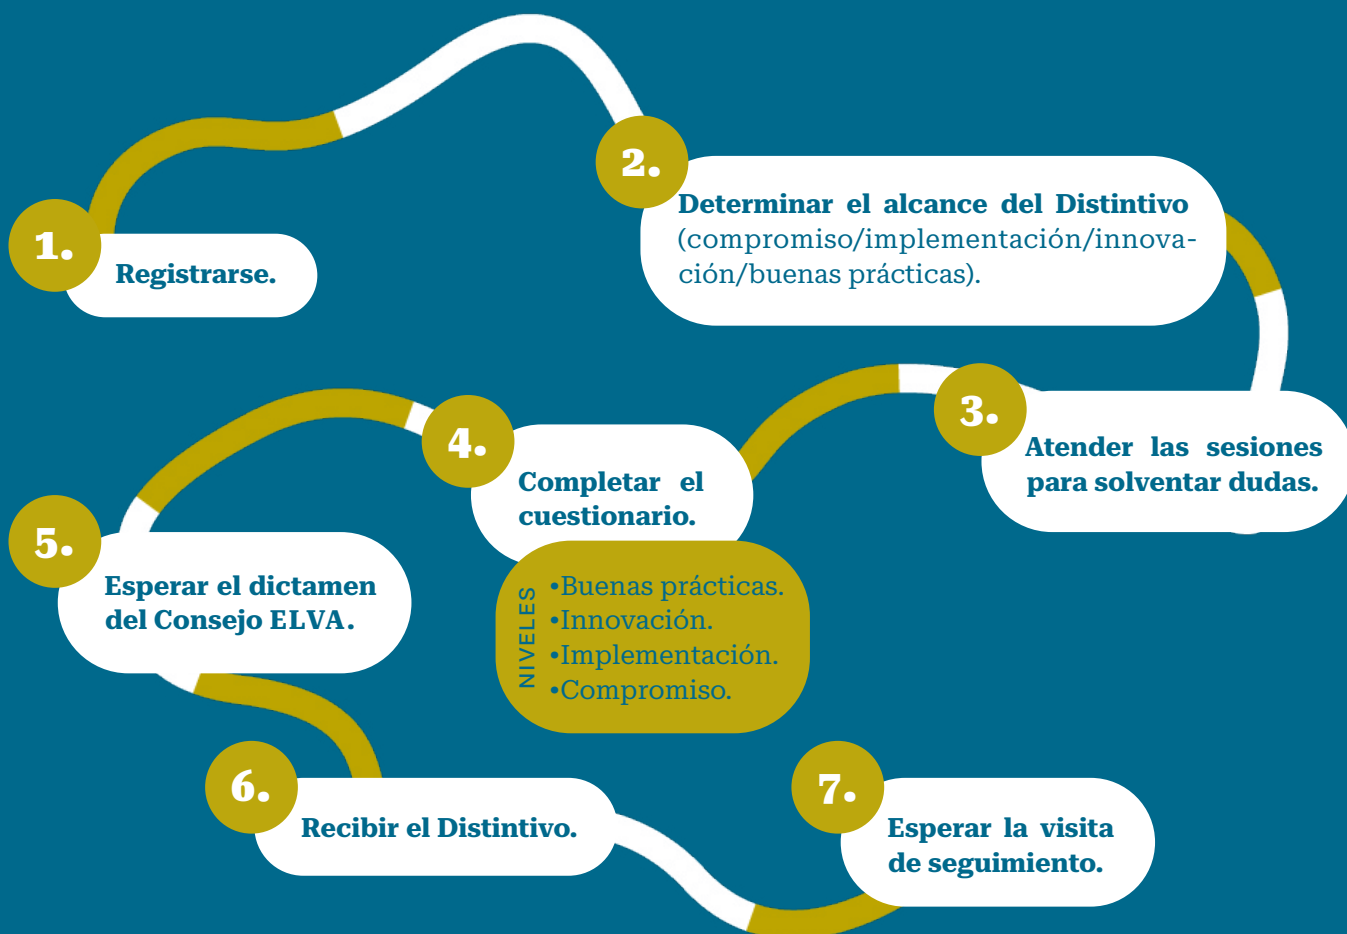 1.
Registrarse.
2.
Determinar el alcance del Distintivo
(compromiso/implementación/innova-
ción/buenas prácticas).
3.
Atender las sesiones
para solventar dudas.
4.
Completar el
cuestionario.
NIVELES
•Buenas prácticas.
•Innovación.
•Implementación.
•Compromiso.
5.
Esperar el dictamen
del Consejo ELVA.
6.
Recibir el Distintivo.
7.
Esperar la visita
de seguimiento.